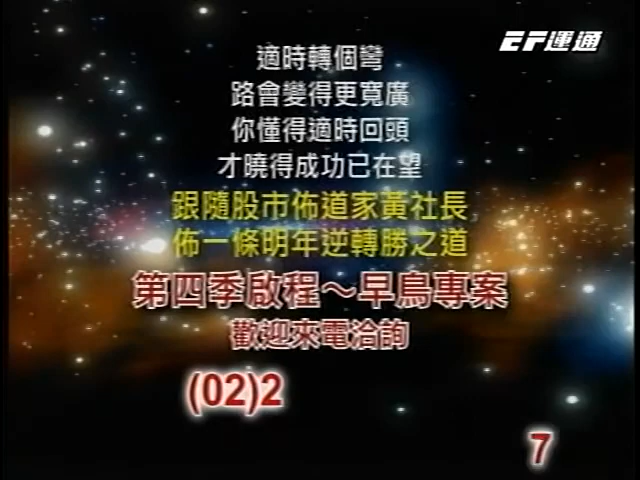 EF運通
適時轉個彎
路會變得更寬廣
你懂得適時回頭
才曉得成功已在望
跟隨股市佈道家黃社長
佈一條明年逆轉勝之道
第四季啟程～早鳥專案
歡迎來電洽詢
(02)2
7